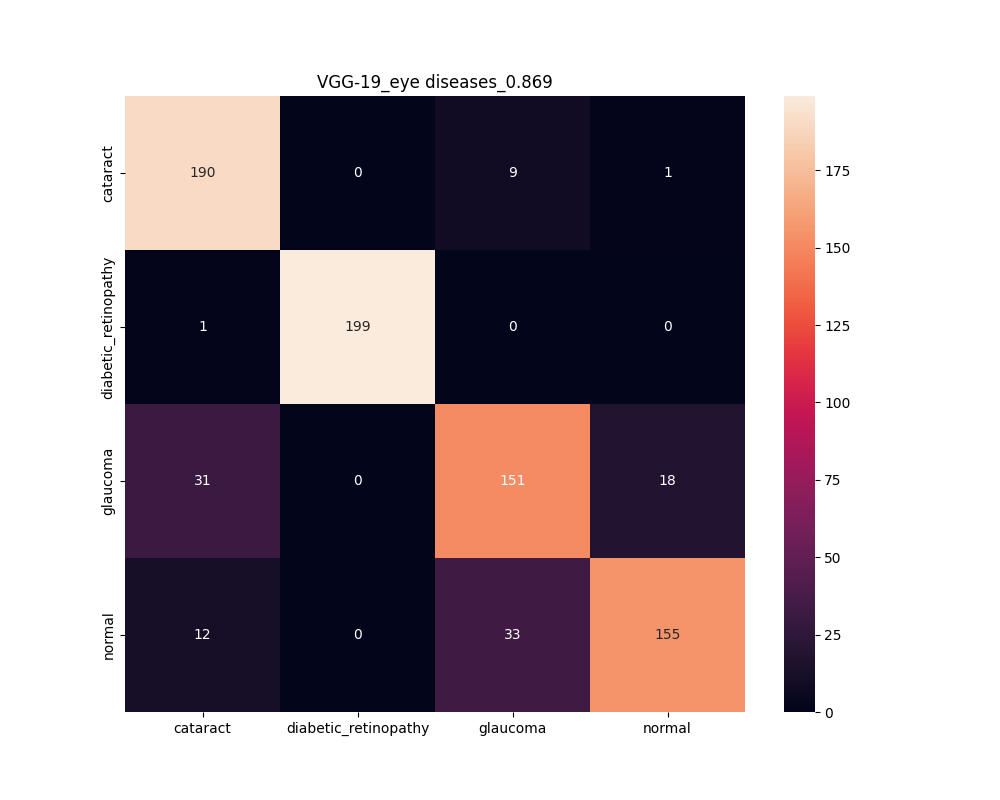 VGG-19_eye diseases_0.869
cataract 190 0 9 1
diabetic_retinopathy 1 199 0 0
glaucoma 31 0 151 18
normal 12 0 33 155
cataract diabetic_retinopathy glaucoma normal
175
150
125
100
75
50
25
0